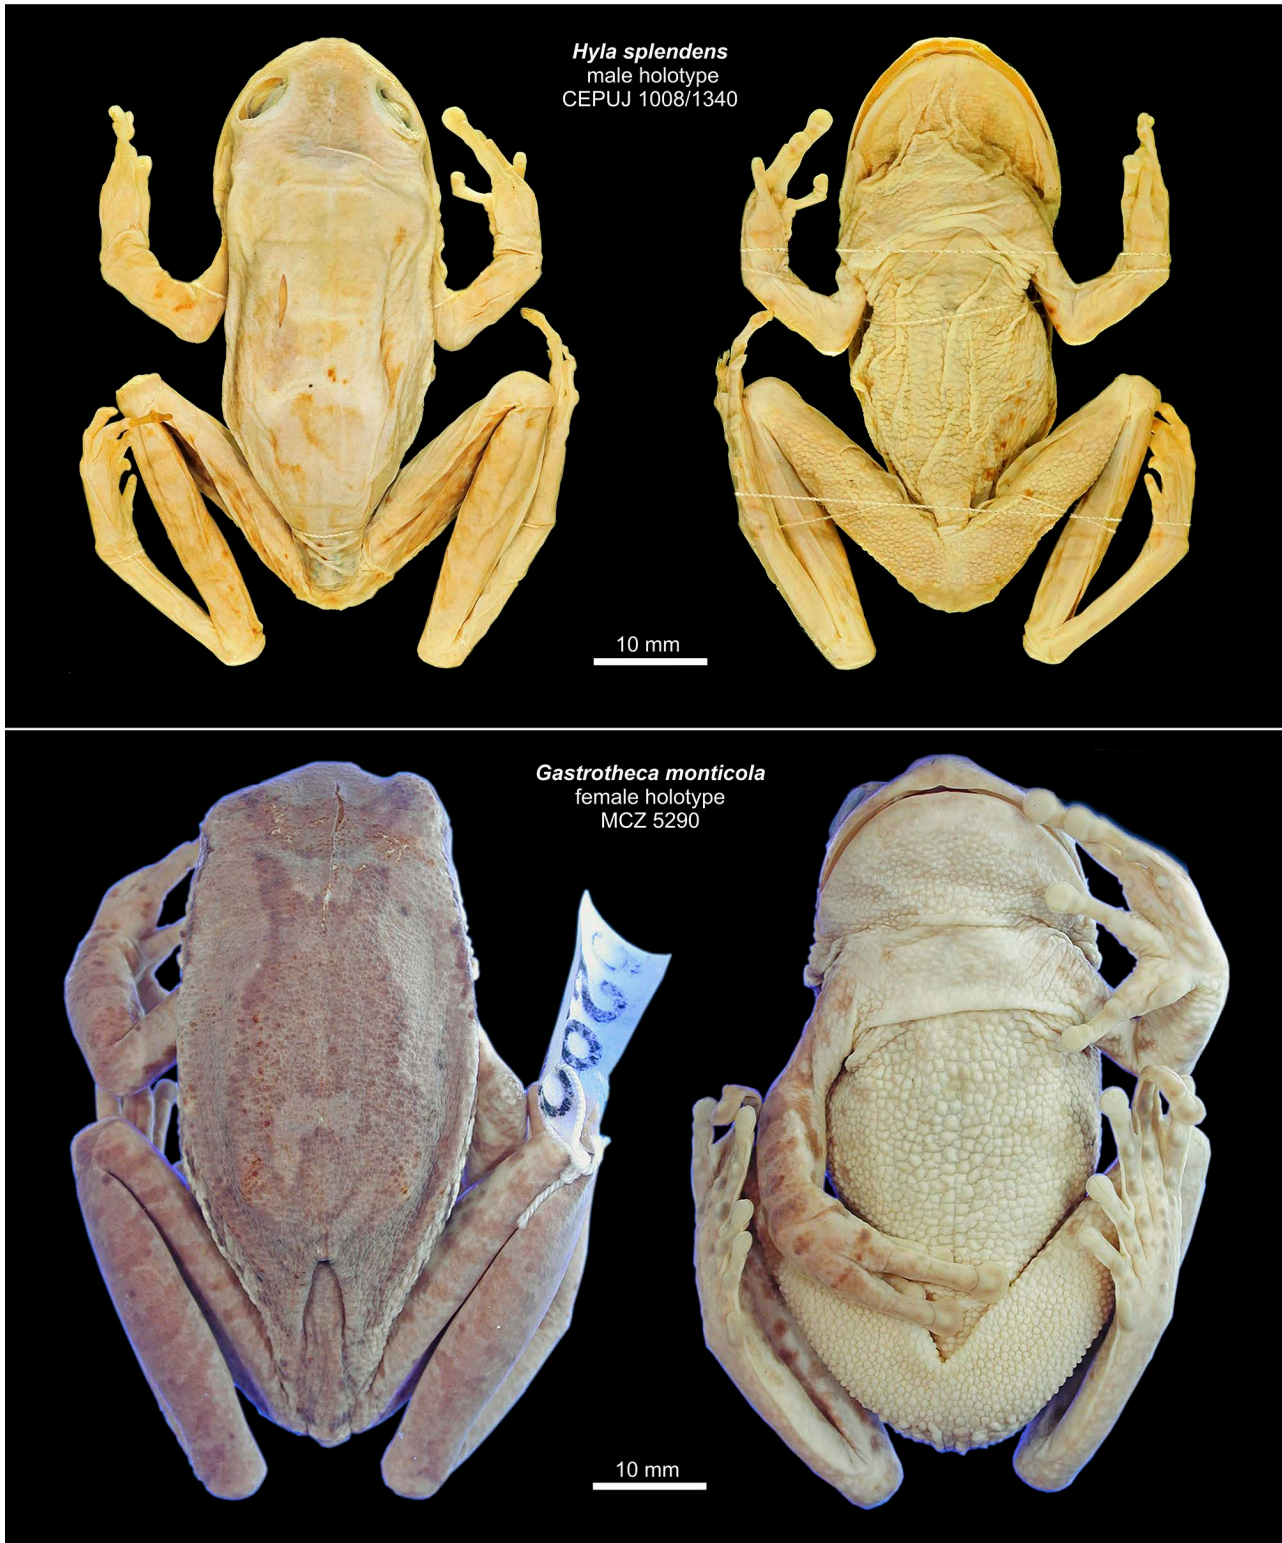 Hyla splendens
male holotype
CEPUJ 1008/1340
10 mm
Gastrotheca monticola
female holotype
MCZ 5290
10 mm